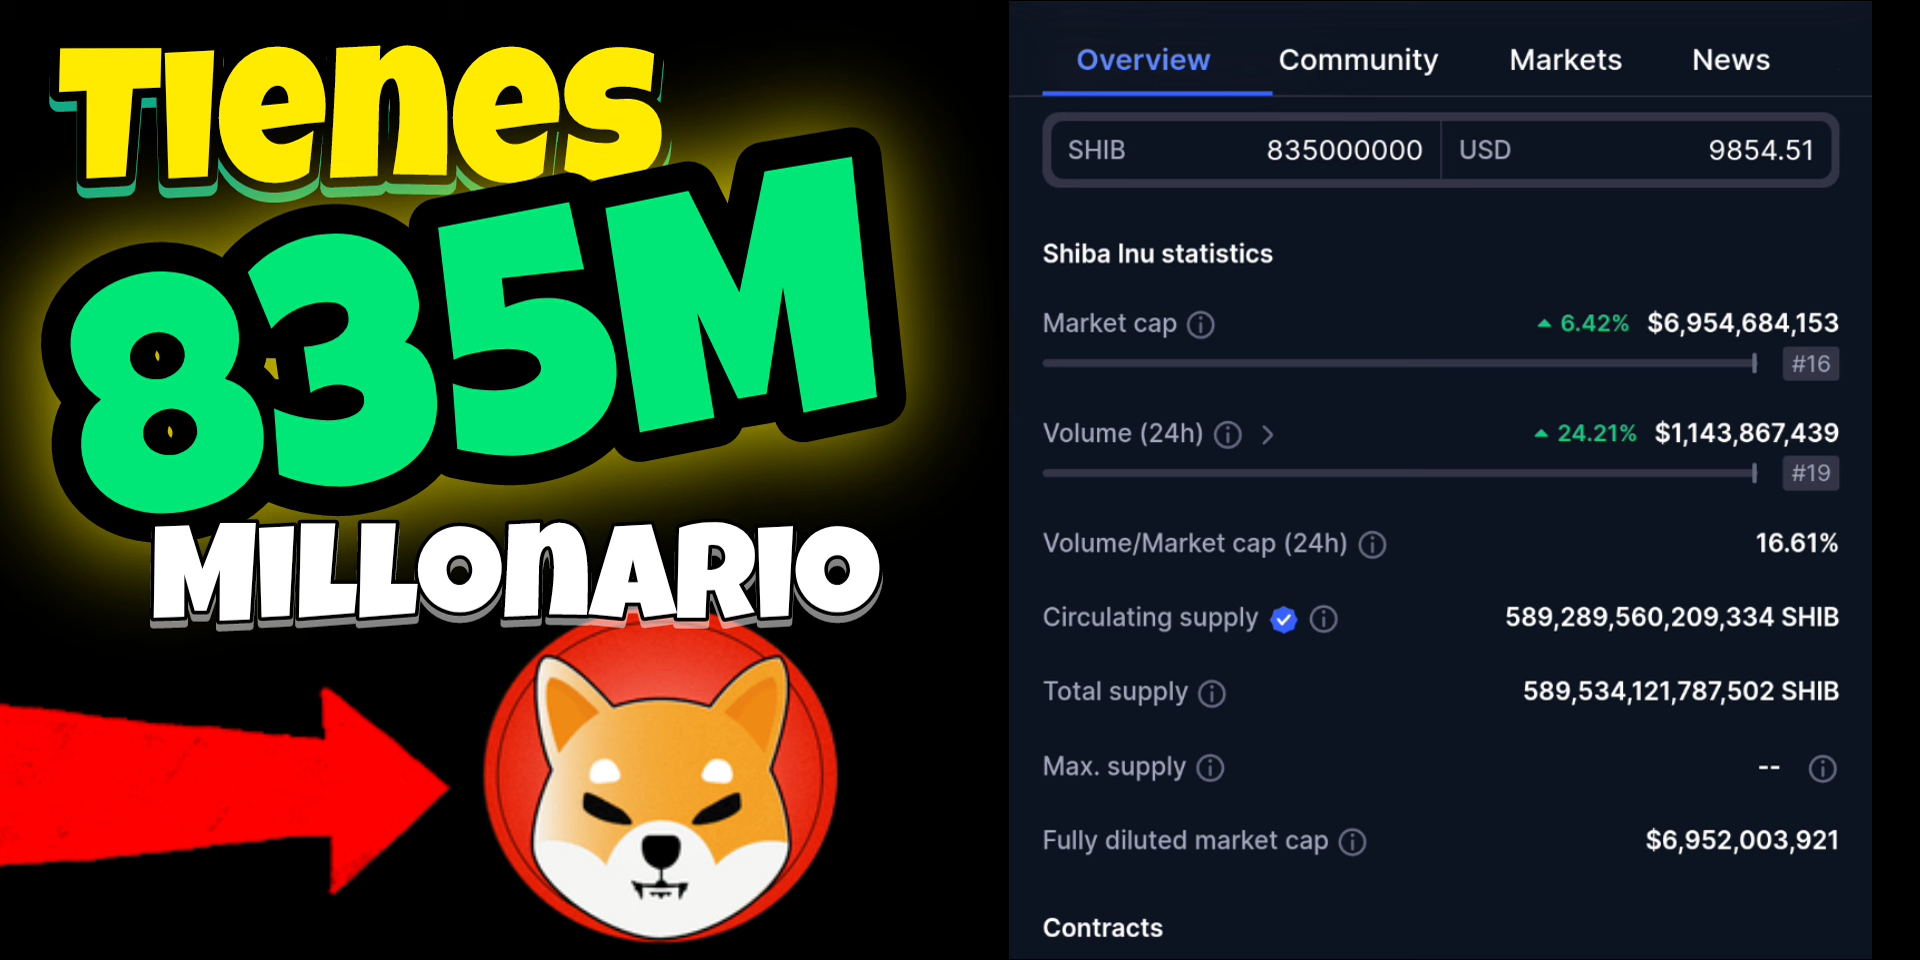 TIENES
835M
MILLONARIO
Overview Community Markets News
SHIB 835000000 USD 9854.51
Shiba Inu statistics
Market cap 6.42% $6,954,684,153
#16
Volume (24h) 24.21% $1,143,867,439
#19
Volume/Market cap (24h) 16.61%
Circulating supply 589,289,560,209,334 SHIB
Total supply 589,534,121,787,502 SHIB
Max. supply --
Fully diluted market cap $6,952,003,921
Contracts